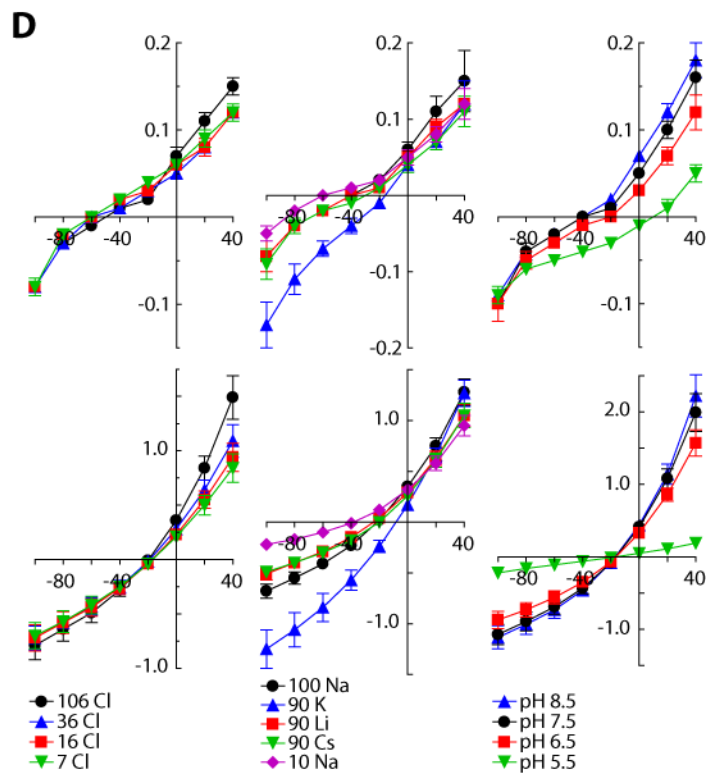 D
0.2 0.2 0.2
0.1 0.1 0.1
-80 -40 40 -80 -40 40 -80 -40 40
-0.1 -0.1 -0.1
-0.2
1.0 1.0 2.0
1.0
-80 -40 40 -80 -40 40 -80 -40 40
-1.0 -1.0 -1.0
106 Cl
36 Cl
16 Cl
7 Cl
100 Na
90 K
90 Li
90 Cs
10 Na
pH 8.5
pH 7.5
pH 6.5
pH 5.5